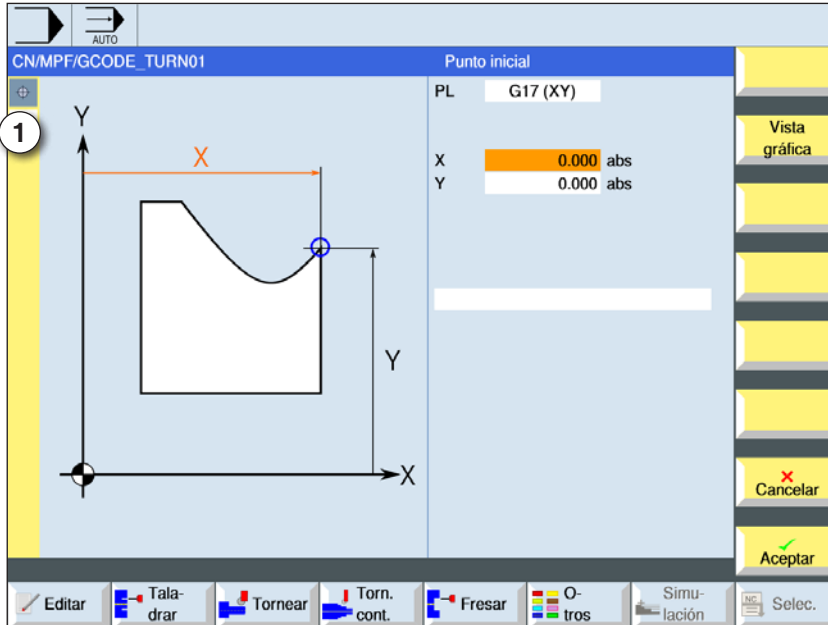 AUTO
CN/MPF/GCODE_TURN01
Punto inicial
1
Y
X
Y
X
PL G17 (XY)
X 0.000 abs
Y 0.000 abs
Vista
gráfica
Cancelar
Aceptar
Editar
Tala-
drar
Tornear
Torn.
cont.
Fresar
O-
tros
Simu-
lación
NC
Selec.